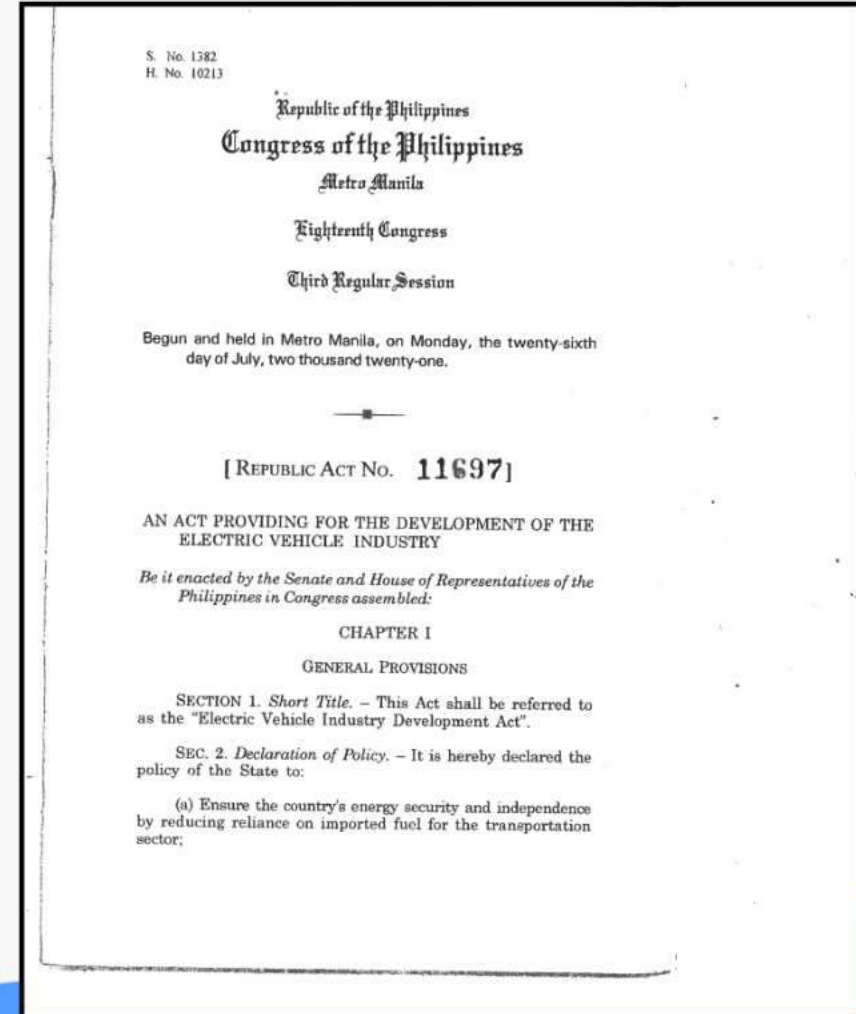 S. No. 1382
H. No. 10213
Republic of the Philippines
Congress of the Philippines
Metro Manila
Eighteenth Congress
Third Regular Session
Begun and held in Metro Manila, on Monday, the twenty-sixth
day of July, two thousand twenty-one.
[ REPUBLIC ACT NO. 11697]
AN ACT PROVIDING FOR THE DEVELOPMENT OF THE
ELECTRIC VEHICLE INDUSTRY
Be it enacted by the Senate and House of Representatives of the
Philippines in Congress assembled:
CHAPTER I
GENERAL PROVISIONS
SECTION 1. Short Title. – This Act shall be referred to
as the "Electric Vehicle Industry Development Act".
SEC. 2. Declaration of Policy. – It is hereby declared the
policy of the State to:
(a) Ensure the country's energy security and independence
by reducing reliance on imported fuel for the transportation
sector;